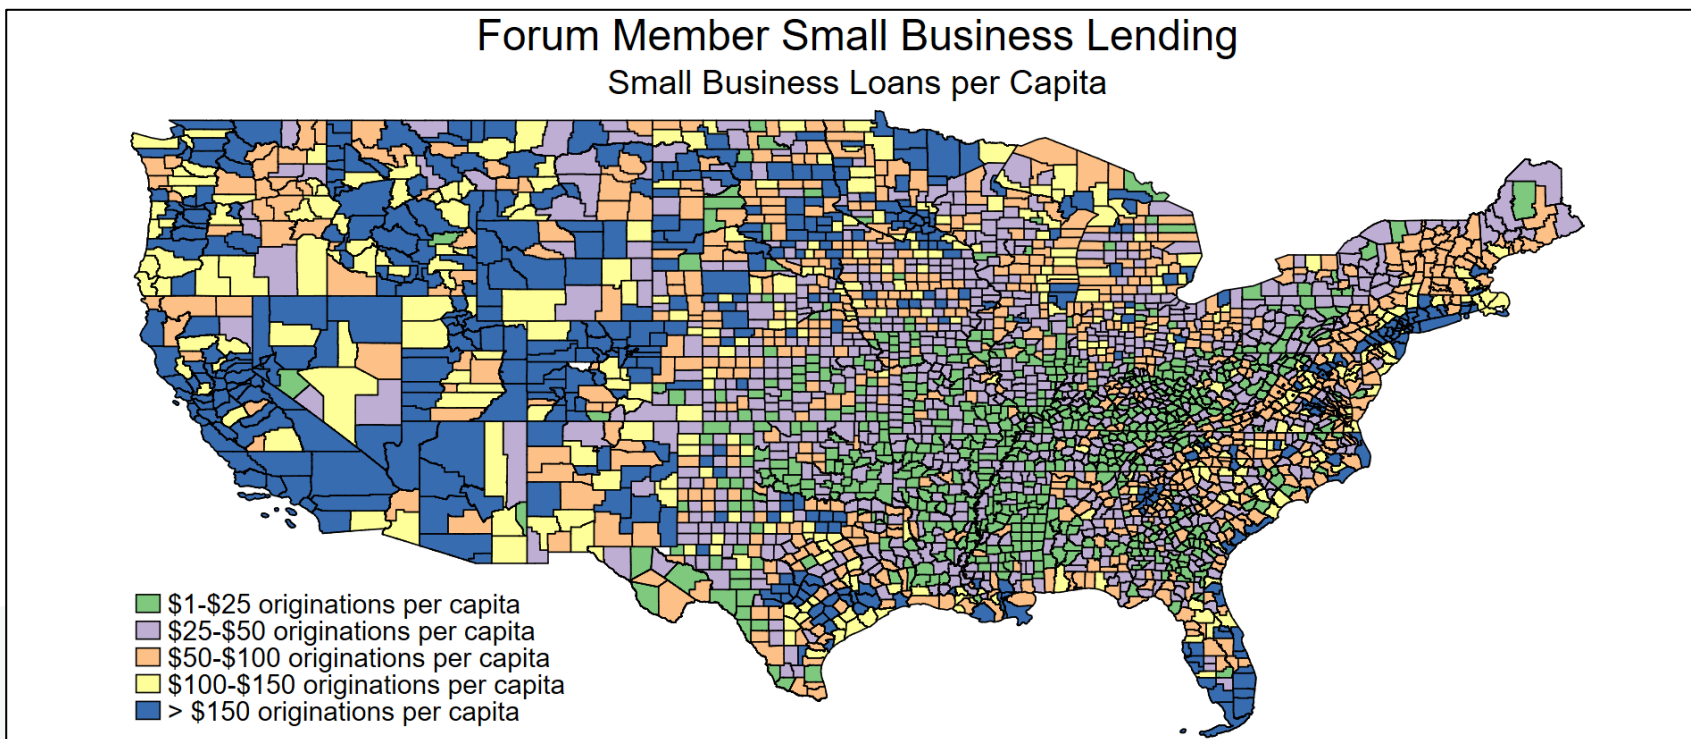 Forum Member Small Business Lending
Small Business Loans per Capita
$1-$25 originations per capita
$25-$50 originations per capita
$50-$100 originations per capita
$100-$150 originations per capita
> $150 originations per capita